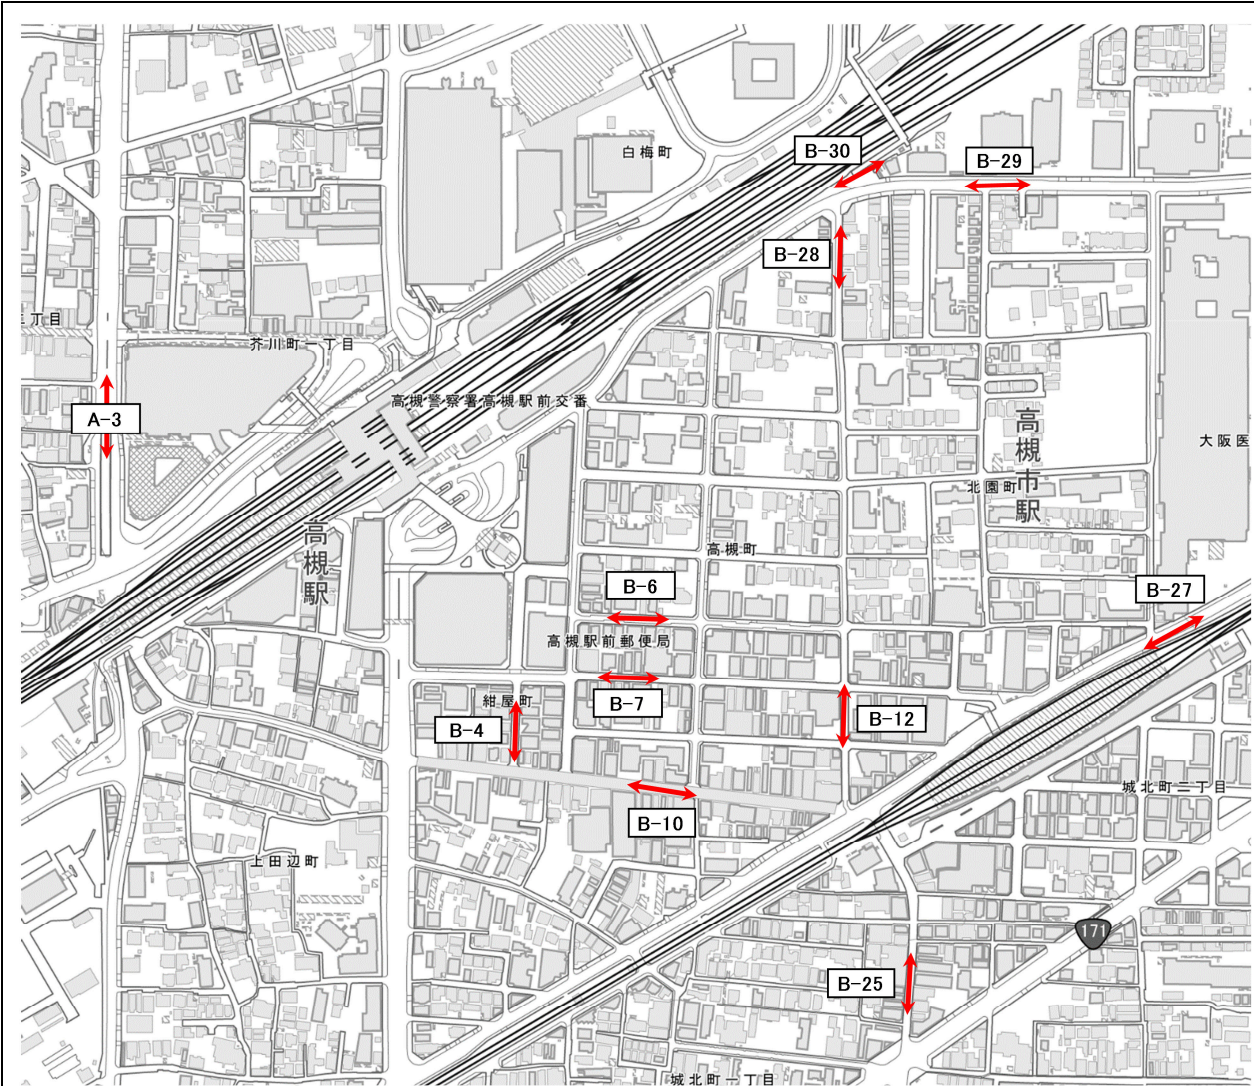 白梅町
B-30
B-29
B-28
三丁目
芥川町一丁目
A-3
高槻警察署高槻駅前交番
高槻市駅
大阪医
北園町
高槻駅
高槻町
B-6
B-27
高槻駅前郵便局
紺屋町
B-7
B-4
B-12
城北町二丁目
B-10
上田辺町
171
B-25
城北町一丁目